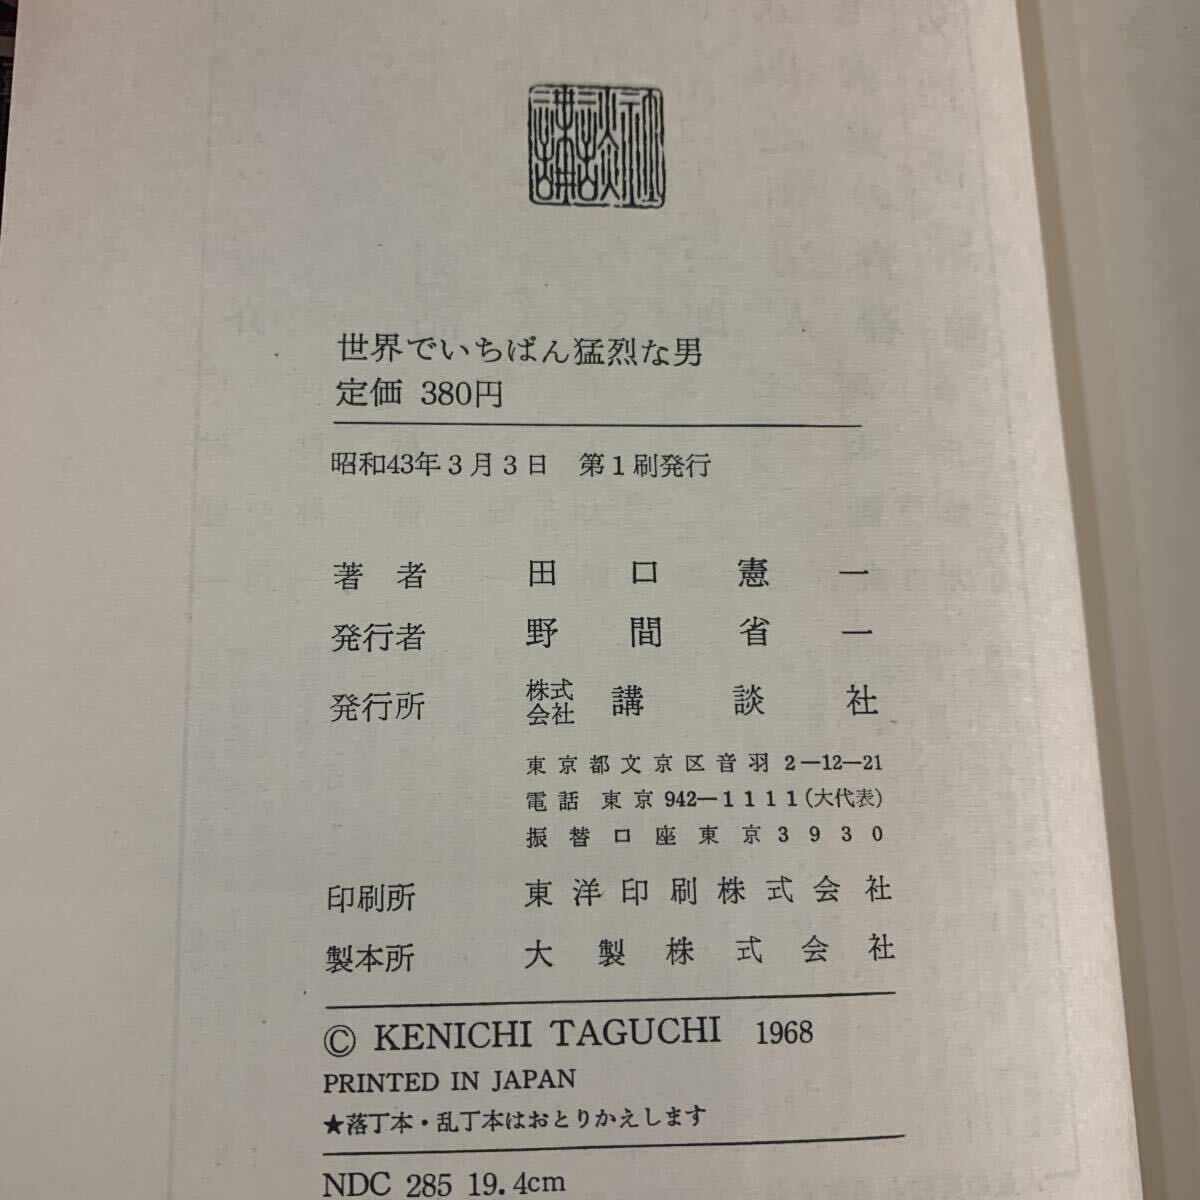 講談社
世界でいちばん猛烈な男
定価 380円
昭和43年3月3日 第1刷発行
著者 田口憲一
発行者 野間省一
発行所 株式会社 講談社
東京都文京区音羽2-12-21
電話 東京942-1111(大代表)
振替口座東京3930
印刷所 東洋印刷株式会社
製本所 大製株式会社
© KENICHI TAGUCHI 1968
PRINTED IN JAPAN
★落丁本・乱丁本はおとりかえします
NDC 285 19.4cm